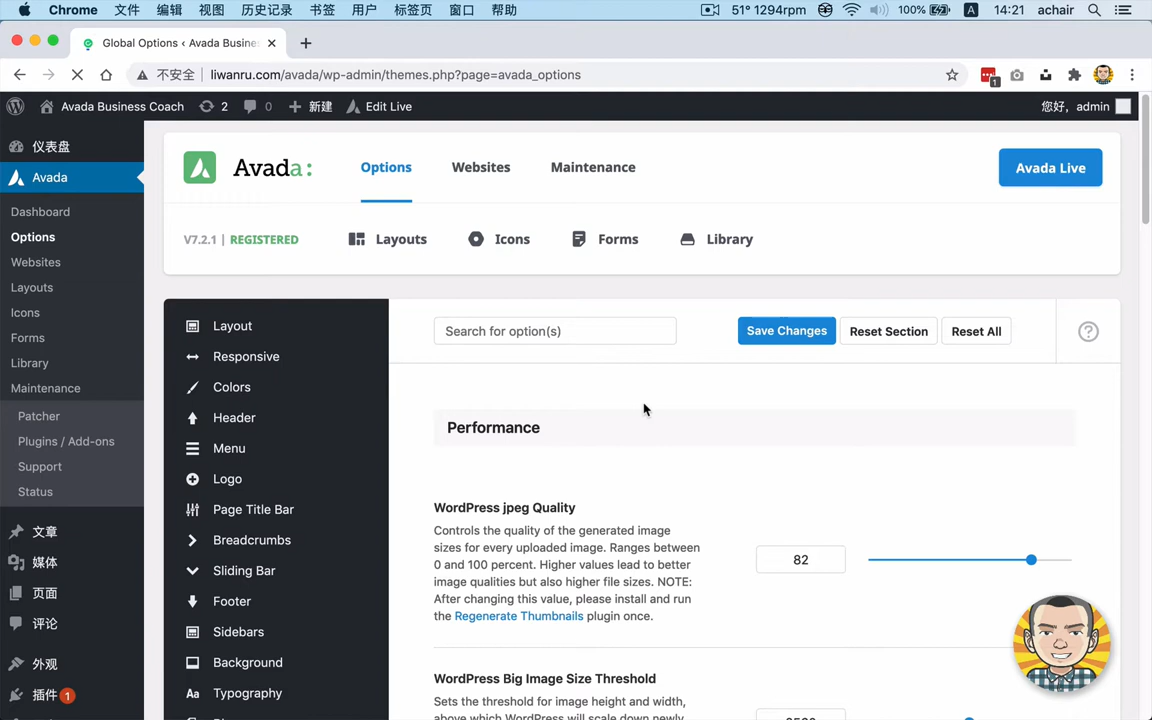 Chrome 文件 编辑 视图 历史记录 书签 用户 标签页 窗口 帮助 51° 1294rpm 100% A 14:21 achair
Global Options ‹ Avada Busine
不安全 liwanru.com/avada/wp-admin/themes.php?page=avada_options 1
Avada Business Coach 2 0 新建 Edit Live 您好，admin
仪表盘
Avada
Dashboard
Options
Websites
Layouts
Icons
Forms
Library
Maintenance
Patcher
Plugins / Add-ons
Support
Status
文章
媒体
页面
评论
外观
插件 1
Avada: Options Websites Maintenance Avada Live
V7.2.1 | REGISTERED Layouts Icons Forms Library
Layout
Responsive
Colors
Header
Menu
Logo
Page Title Bar
Breadcrumbs
Sliding Bar
Footer
Sidebars
Background
Aa Typography
Search for option(s) Save Changes Reset Section Reset All ?
Performance
WordPress jpeg Quality
Controls the quality of the generated image
sizes for every uploaded image. Ranges between
0 and 100 percent. Higher values lead to better
image qualities but also higher file sizes. NOTE:
After changing this value, please install and run
the Regenerate Thumbnails plugin once.
82
WordPress Big Image Size Threshold
Sets the threshold for image height and width,
above which WordPress will scale down newly